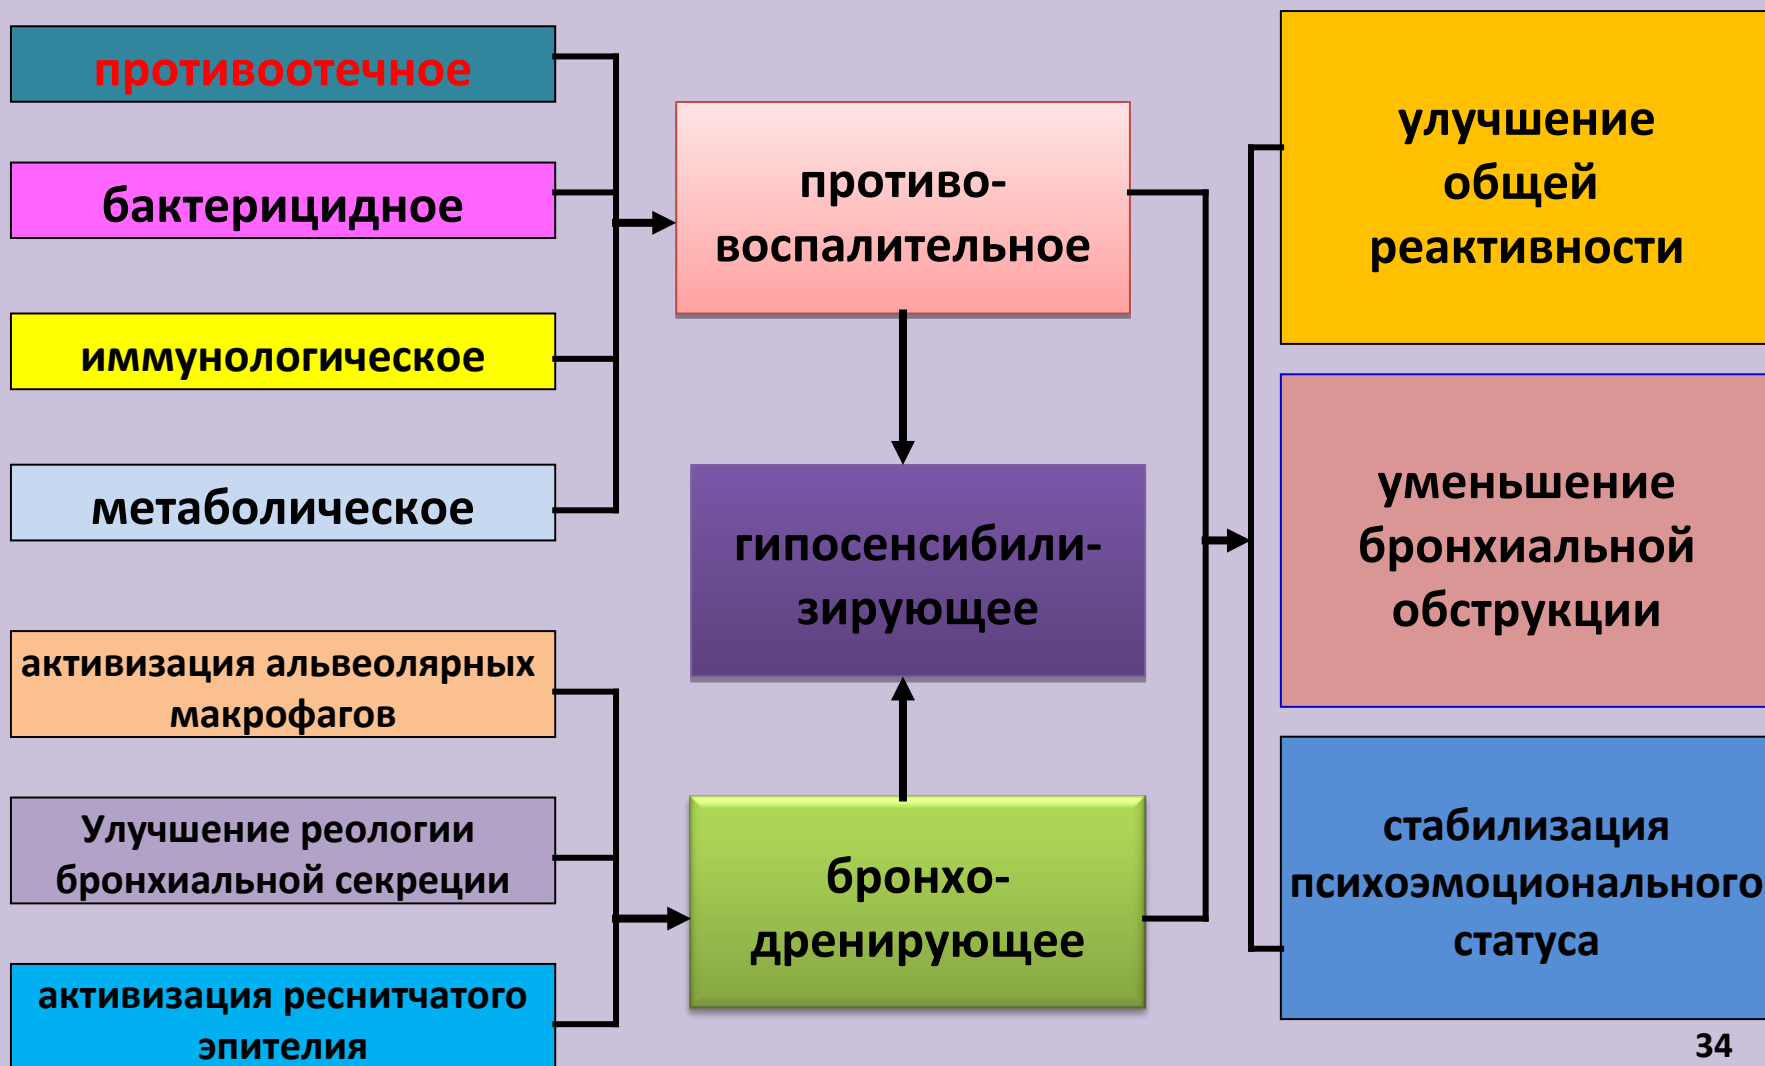 противоотечное
бактерицидное
иммунологическое
метаболическое
активизация альвеолярных
макрофагов
Улучшение реологии
бронхиальной секреции
активизация реснитчатого
эпителия
противо-
воспалительное
гипосенсибили-
зирующее
бронхо-
дренирующее
улучшение
общей
реактивности
уменьшение
бронхиальной
обструкции
стабилизация
психоэмоционального
статуса
34